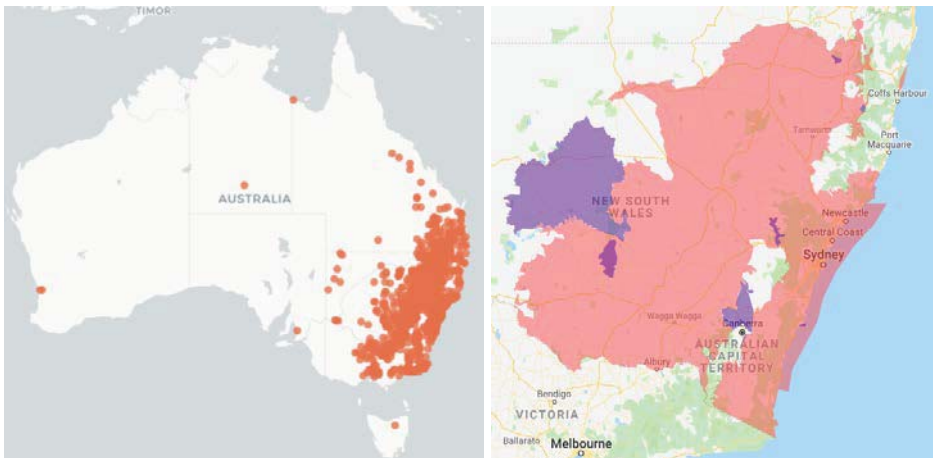 TIMOR
AUSTRALIA
Coffs Harbour
Tamworth
Port
Macquarie
NEW SOUTH
WALES
Newcastle
Central Coast
Sydney
Wagga Wagga
Canberra
AUSTRALIAN
CAPITAL
TERRITORY
Albury
Bendigo
VICTORIA
Ballarato
Melbourne